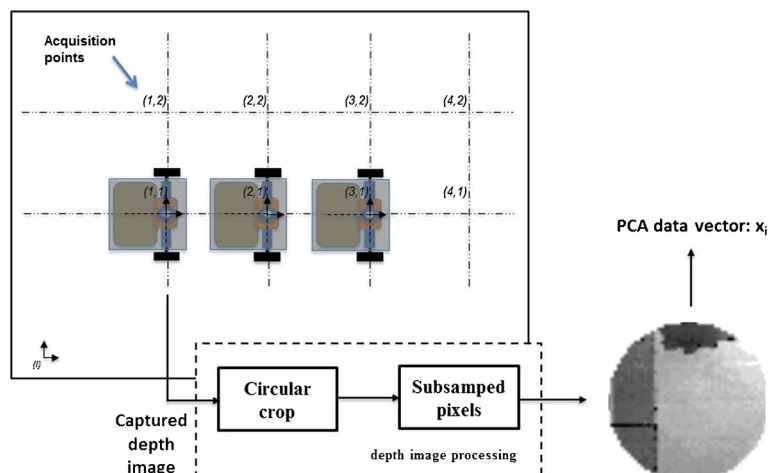 Acquisition
points
(1,2) (2,2) (3,2) (4,2)
(1,1) (2,1) (3,1) (4,1)
PCA data vector: xi
{I}
Circular
crop
Subsamped
pixels
Captured
depth
image
depth image processing